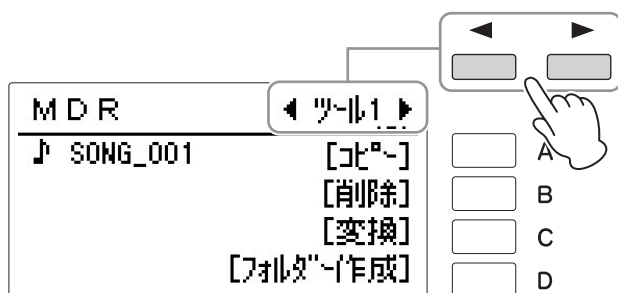 ◀ ▶
MDR ◀ ツール1 ▶
♪ SONG_001 [コピー] A
[削除] B
[変換] C
[フォルダー作成] D